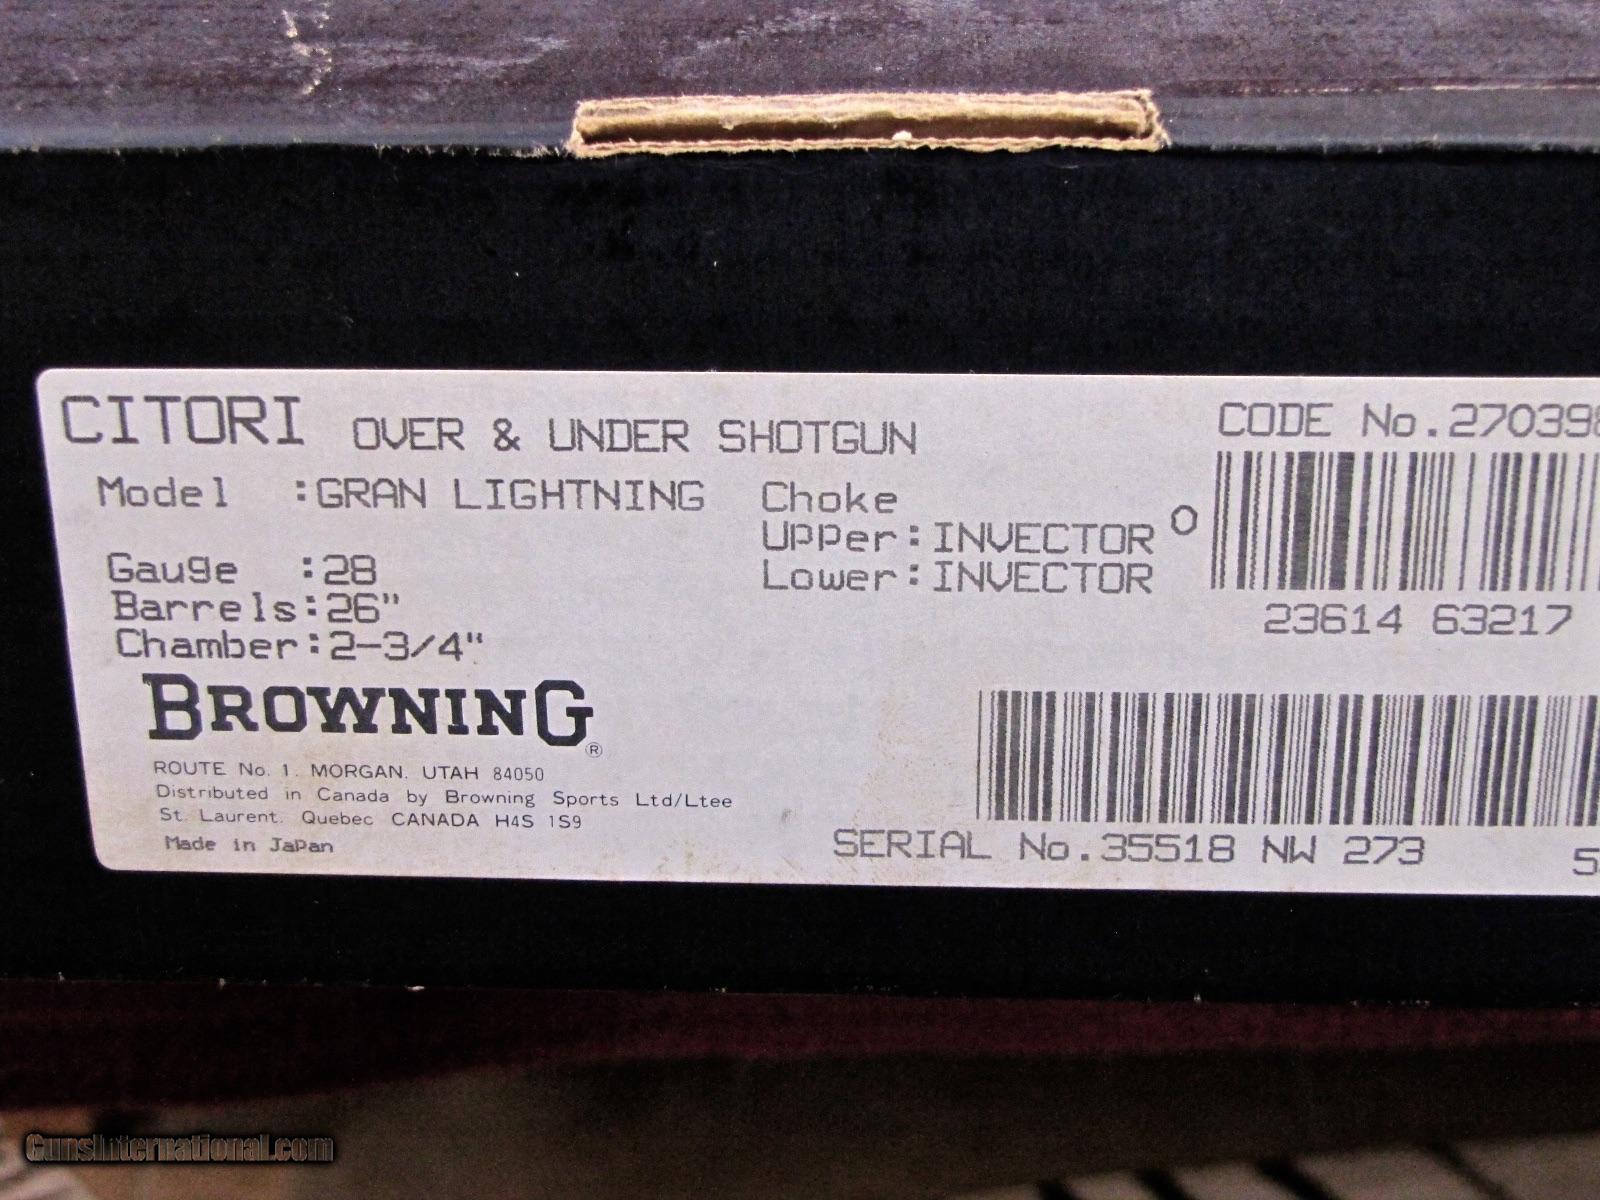 CITORI OVER & UNDER SHOTGUN
CODE No.270398
Model :GRAN LIGHTNING
Choke
Upper:INVECTOR
Lower:INVECTOR
0
23614 63217
Gauge :28
Barrels:26"
Chamber:2-3/4"
BROWNING®
ROUTE No. 1. MORGAN. UTAH 84050
Distributed in Canada by Browning Sports Ltd/Ltee
St. Laurent. Quebec CANADA H4S 1S9
Made in Japan
SERIAL No.35518 NW 273
GunsInternational.com